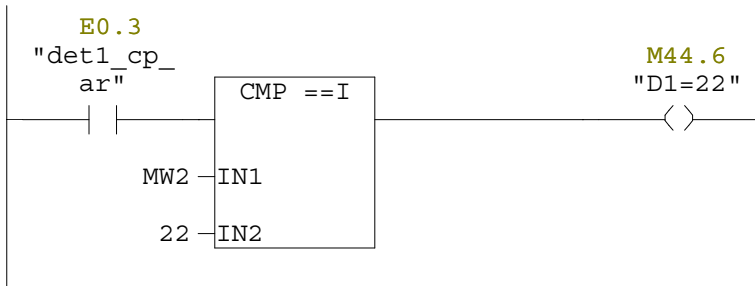 E0.3
"det1_cp_
ar"
M44.6
"D1=22"
CMP ==I
MW2 IN1
22 IN2